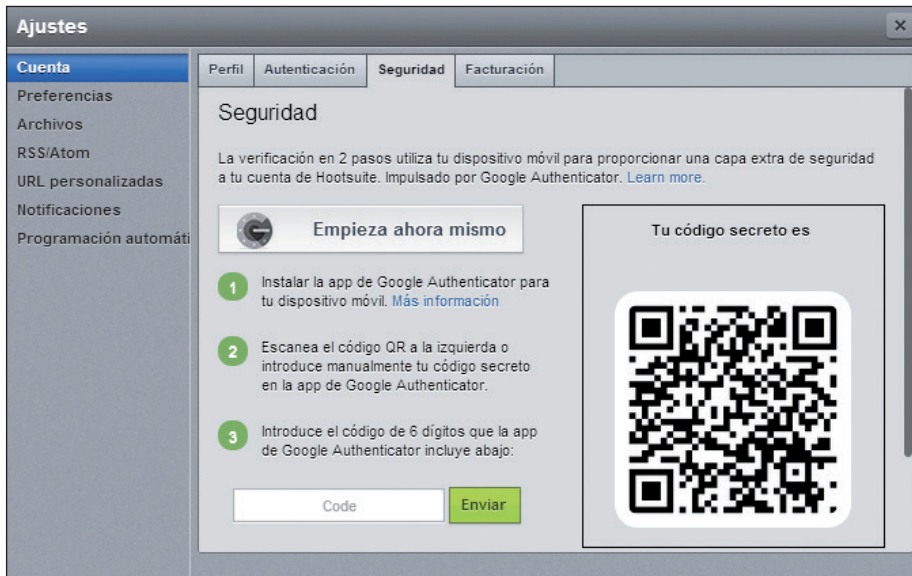 Ajustes
Cuenta
Preferencias
Archivos
RSS/Atom
URL personalizadas
Notificaciones
Programación automáti
Perfil Autenticación Seguridad Facturación
Seguridad
La verificación en 2 pasos utiliza tu dispositivo móvil para proporcionar una capa extra de seguridad
a tu cuenta de Hootsuite. Impulsado por Google Authenticator. Learn more.
Empieza ahora mismo
1 Instalar la app de Google Authenticator para
tu dispositivo móvil. Más información
2 Escanea el código QR a la izquierda o
introduce manualmente tu código secreto
en la app de Google Authenticator.
3 Introduce el código de 6 dígitos que la app
de Google Authenticator incluye abajo:
Code Enviar
Tu código secreto es